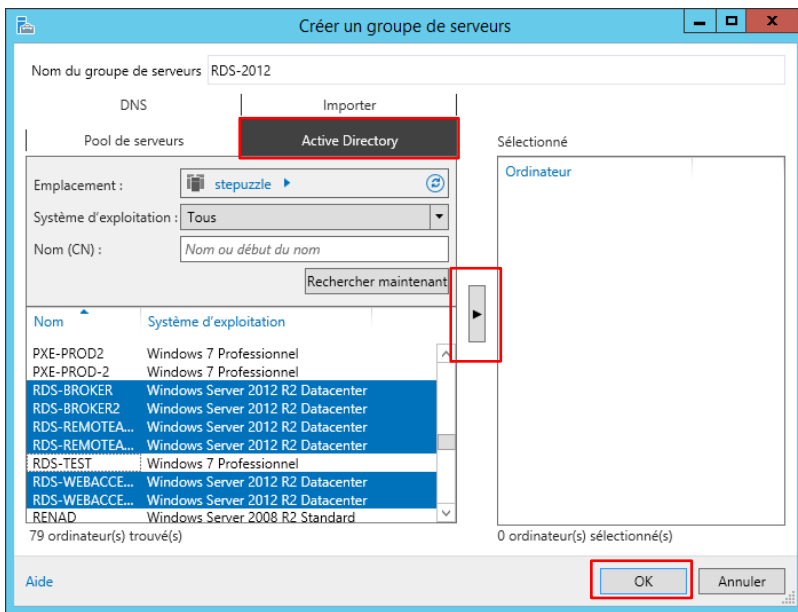 Créer un groupe de serveurs
Nom du groupe de serveurs RDS-2012
DNS Importer
Pool de serveurs Active Directory
Sélectionné
Emplacement : stepuzzle
Ordinateur
Système d'exploitation : Tous
Nom (CN) : Nom ou début du nom
Rechercher maintenant
Nom Système d'exploitation
PXE-PROD2 Windows 7 Professionnel
PXE-PROD-2 Windows 7 Professionnel
RDS-BROKER Windows Server 2012 R2 Datacenter
RDS-BROKER2 Windows Server 2012 R2 Datacenter
RDS-REMOTEA... Windows Server 2012 R2 Datacenter
RDS-REMOTEA... Windows Server 2012 R2 Datacenter
RDS-TEST Windows 7 Professionnel
RDS-WEBACCE... Windows Server 2012 R2 Datacenter
RDS-WEBACCE... Windows Server 2012 R2 Datacenter
RENAD Windows Server 2008 R2 Standard
79 ordinateur(s) trouvé(s) 0 ordinateur(s) sélectionné(s)
Aide OK Annuler